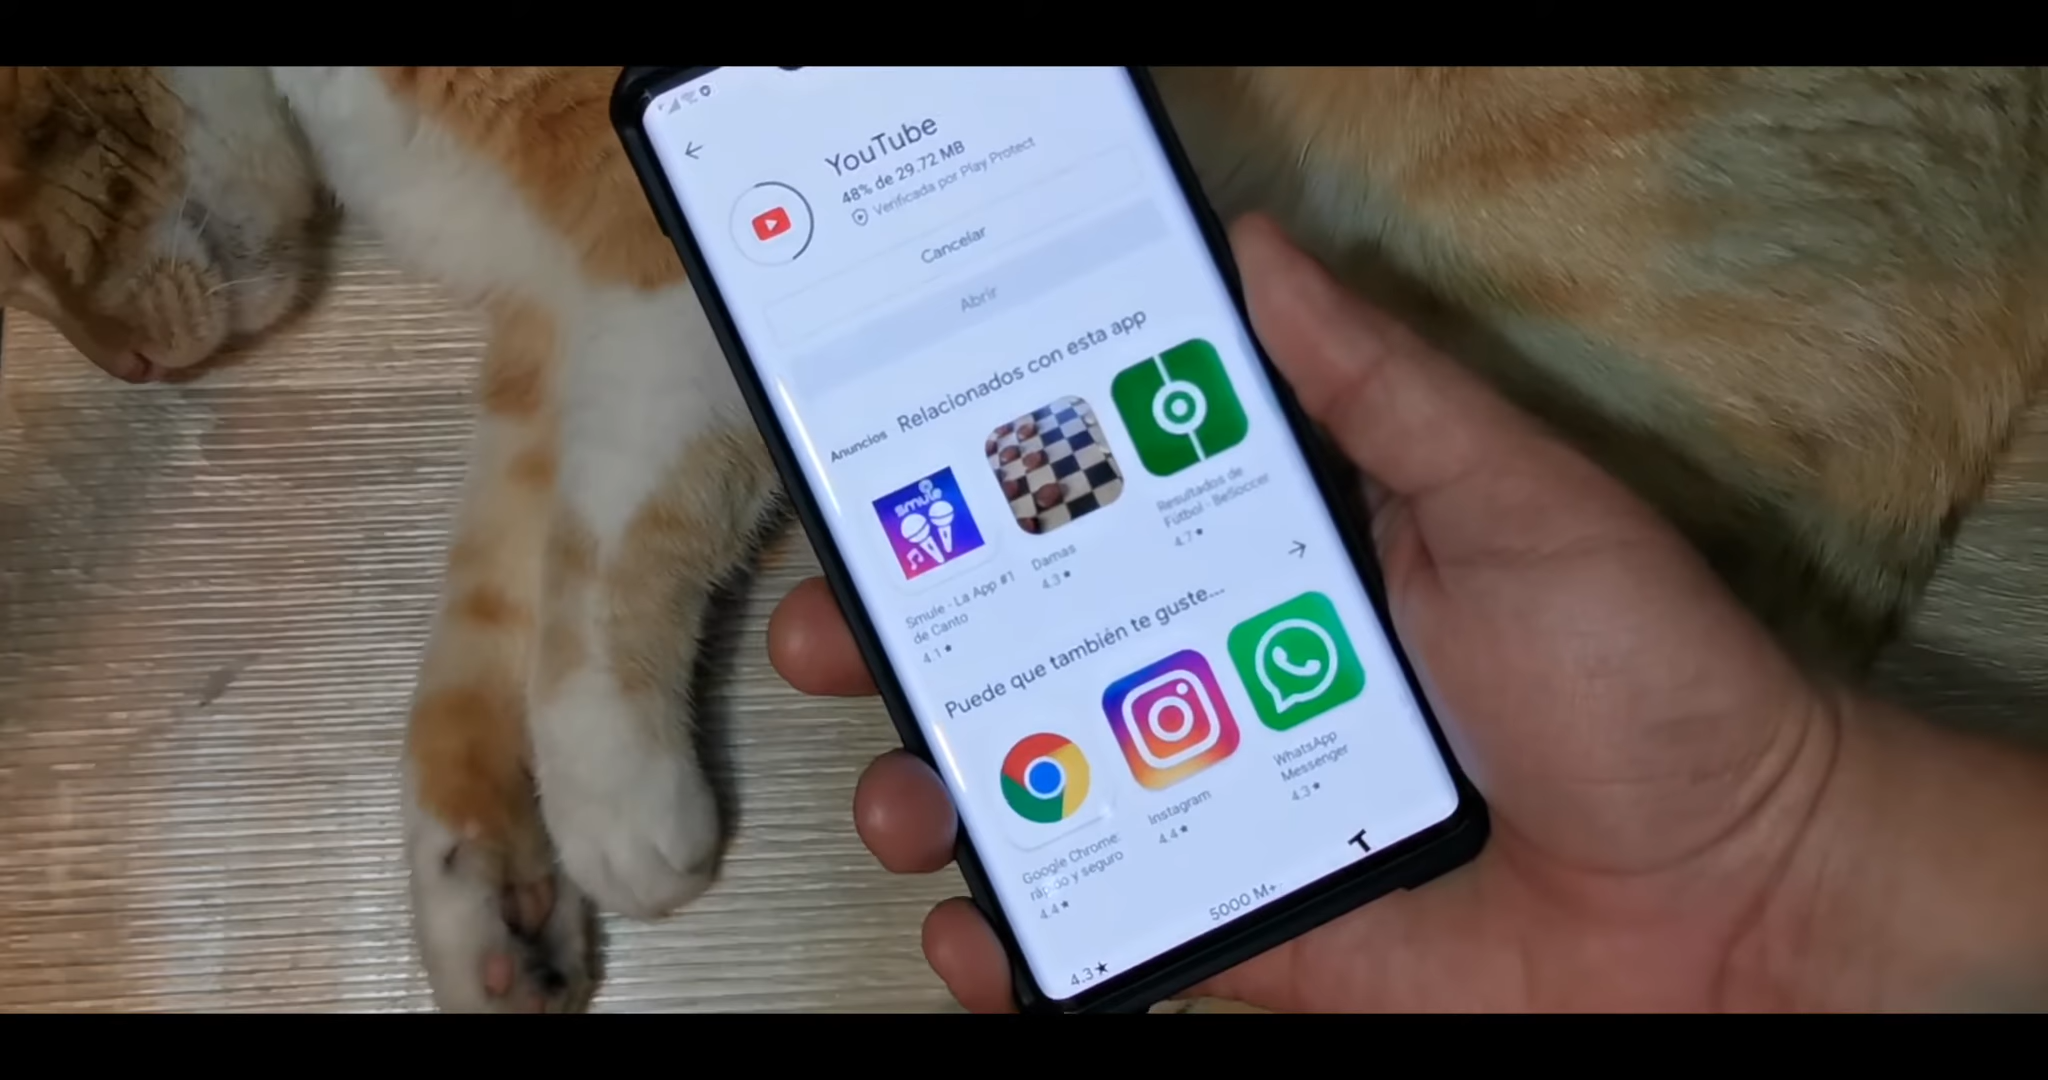 YouTube
48% de 29.72 MB
Verificada por Play Protect
Cancelar
Abrir
Anuncios Relacionados con esta app
smule
Smule - La App #1
de Canto
4.1★
Damas
4.3★
Resultados de
Fútbol - BeSoccer
4.7★
Puede que también te guste...
Google Chrome:
rápido y seguro
4.4★
Instagram
4.4★
WhatsApp
Messenger
4.3★
4.3★
5000 M+
T